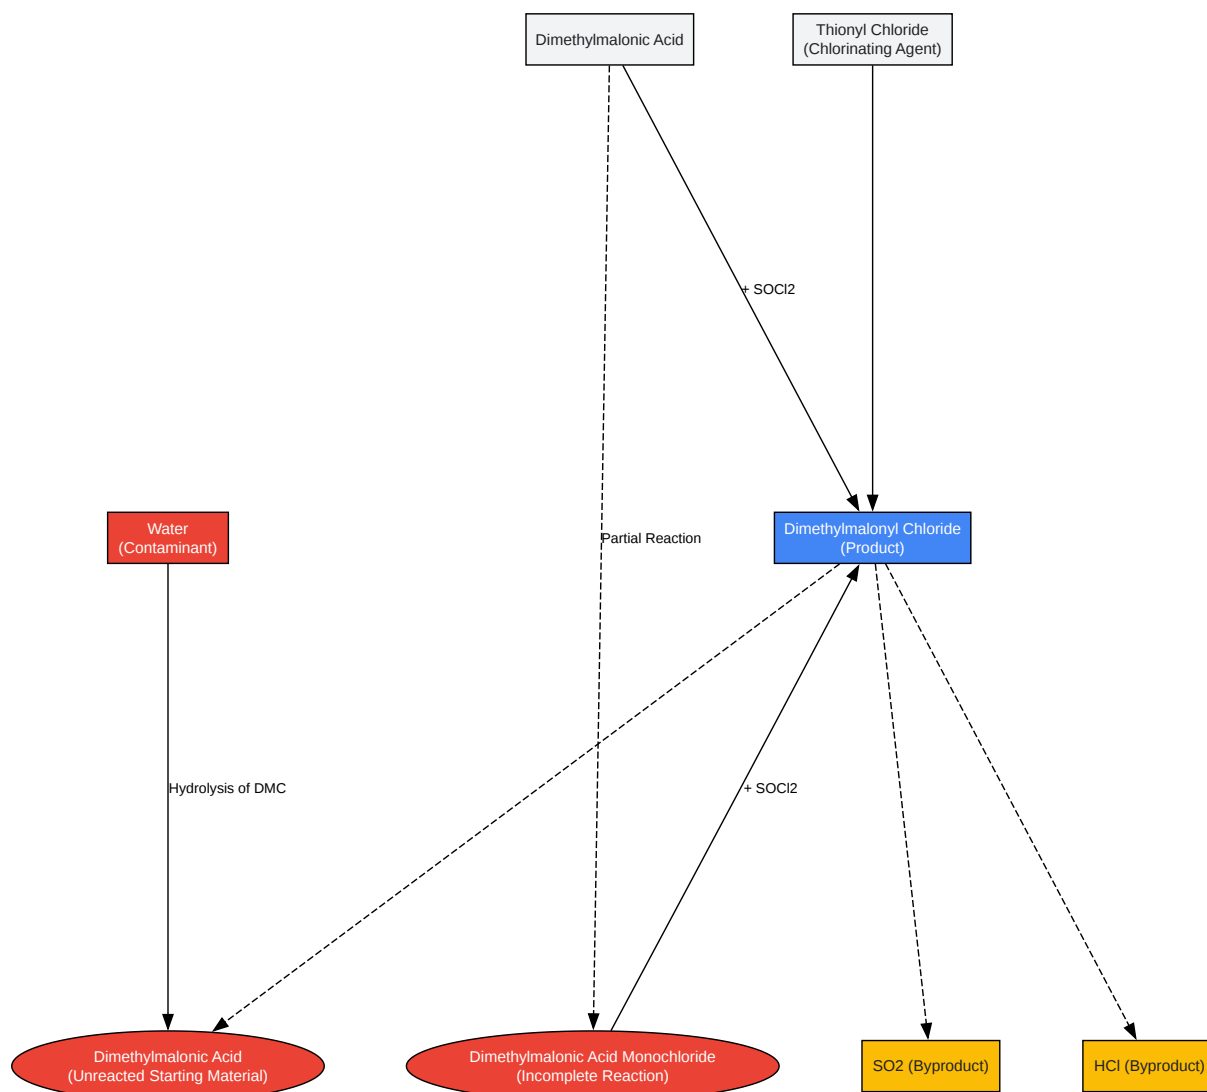 Dimethylmalonic Acid
Thionyl Chloride
(Chlorinating Agent)
+ SOCl2
Water
(Contaminant)
Partial Reaction
Dimethylmalonyl Chloride
(Product)
Hydrolysis of DMC
+ SOCl2
Dimethylmalonic Acid
(Unreacted Starting Material)
Dimethylmalonic Acid Monochloride
(Incomplete Reaction)
SO2 (Byproduct)
HCl (Byproduct)